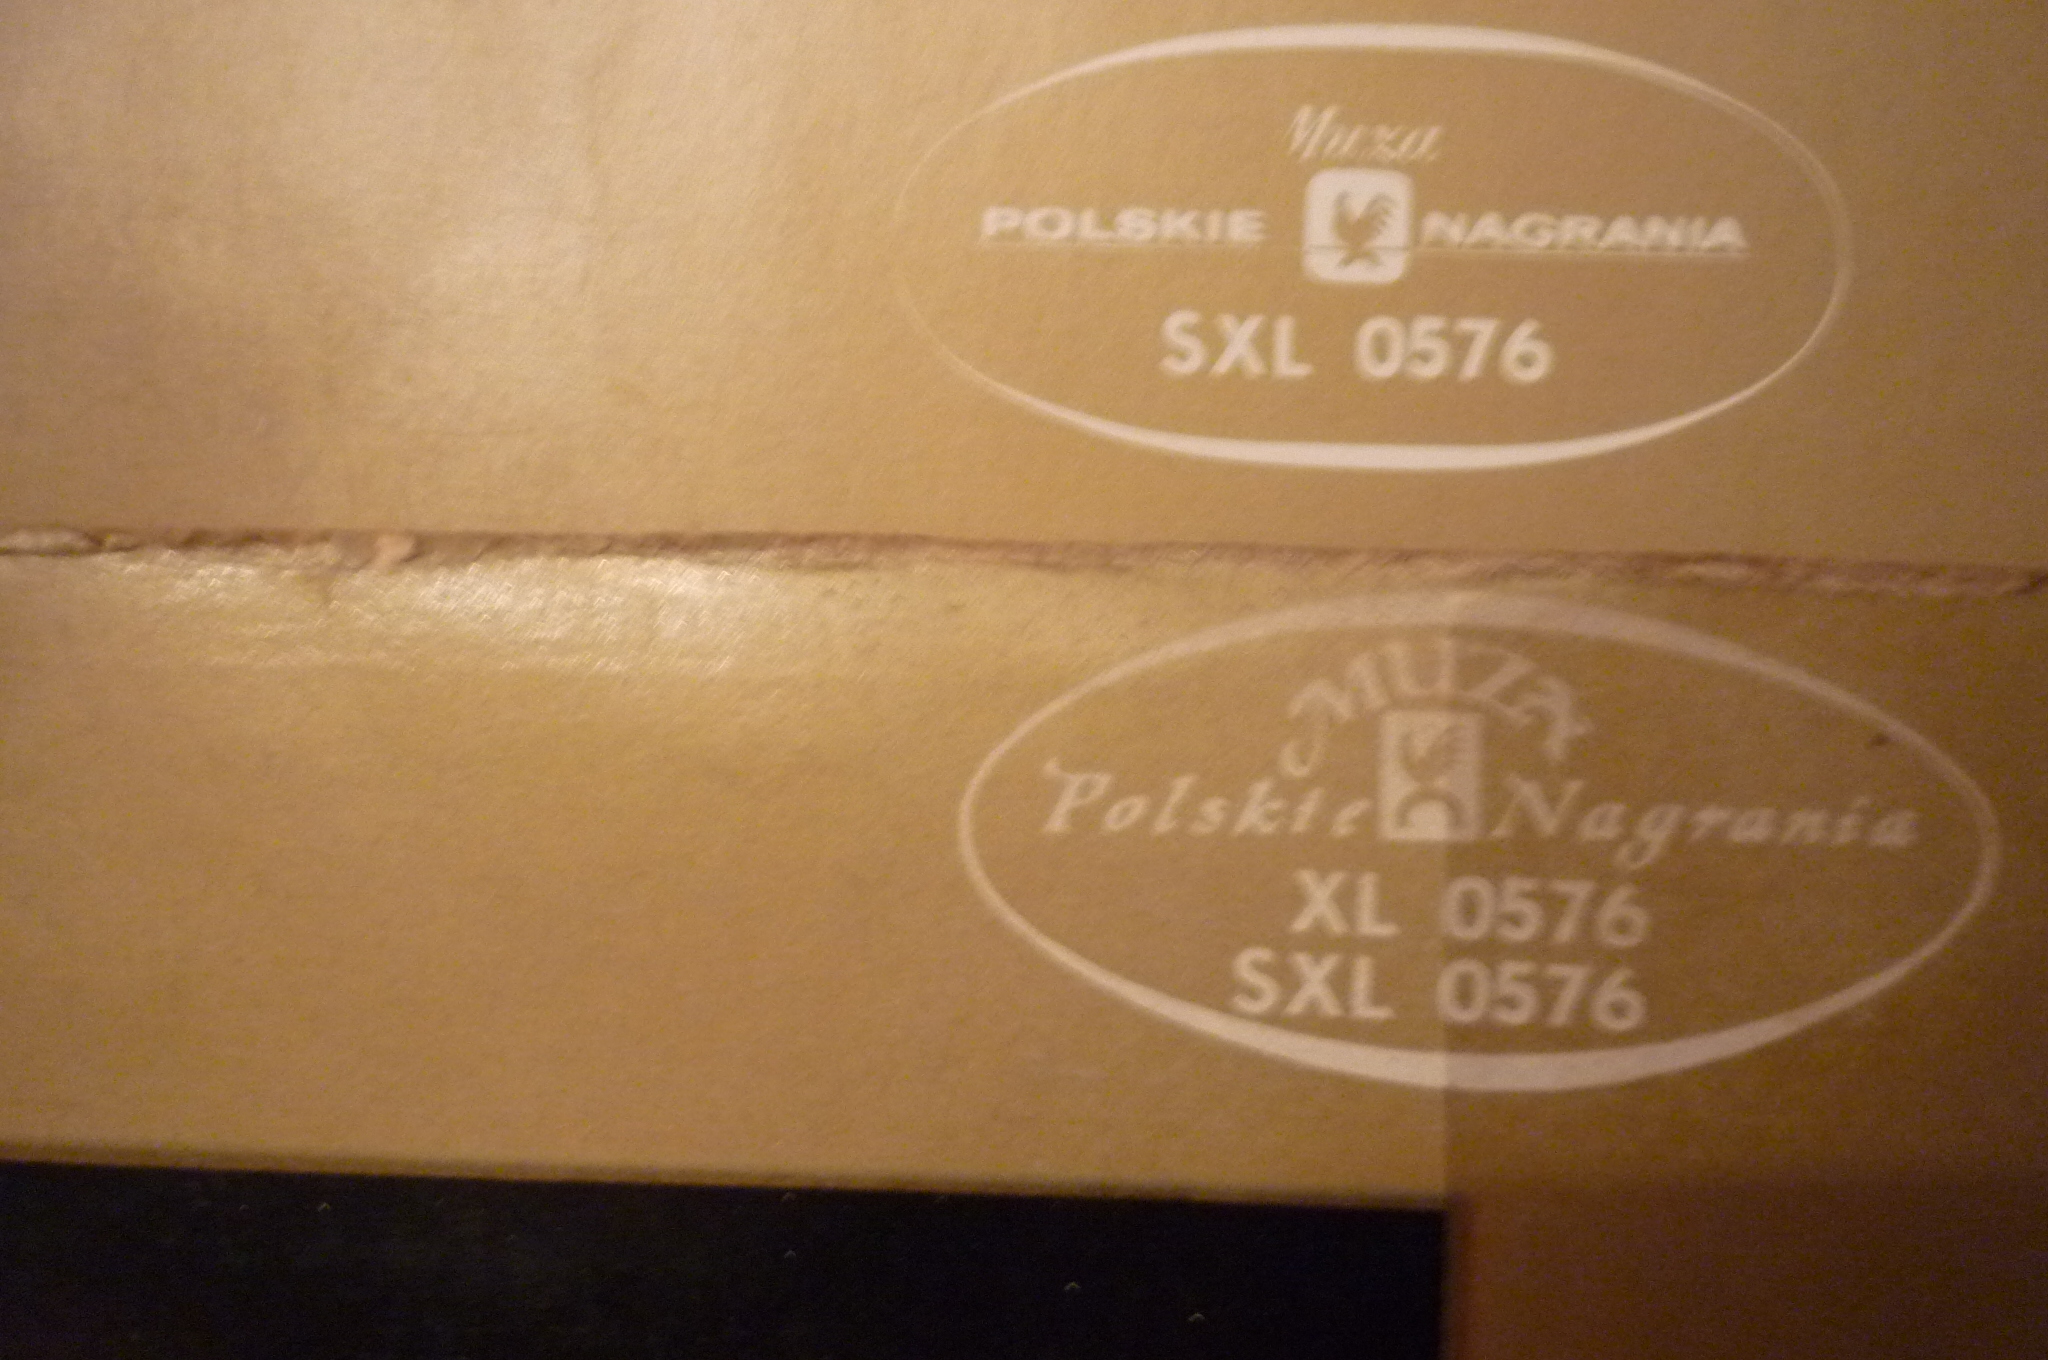 Muza
POLSKIE NAGRANIA
SXL 0576
MUZA
Polskie Nagrania
XL 0576
SXL 0576